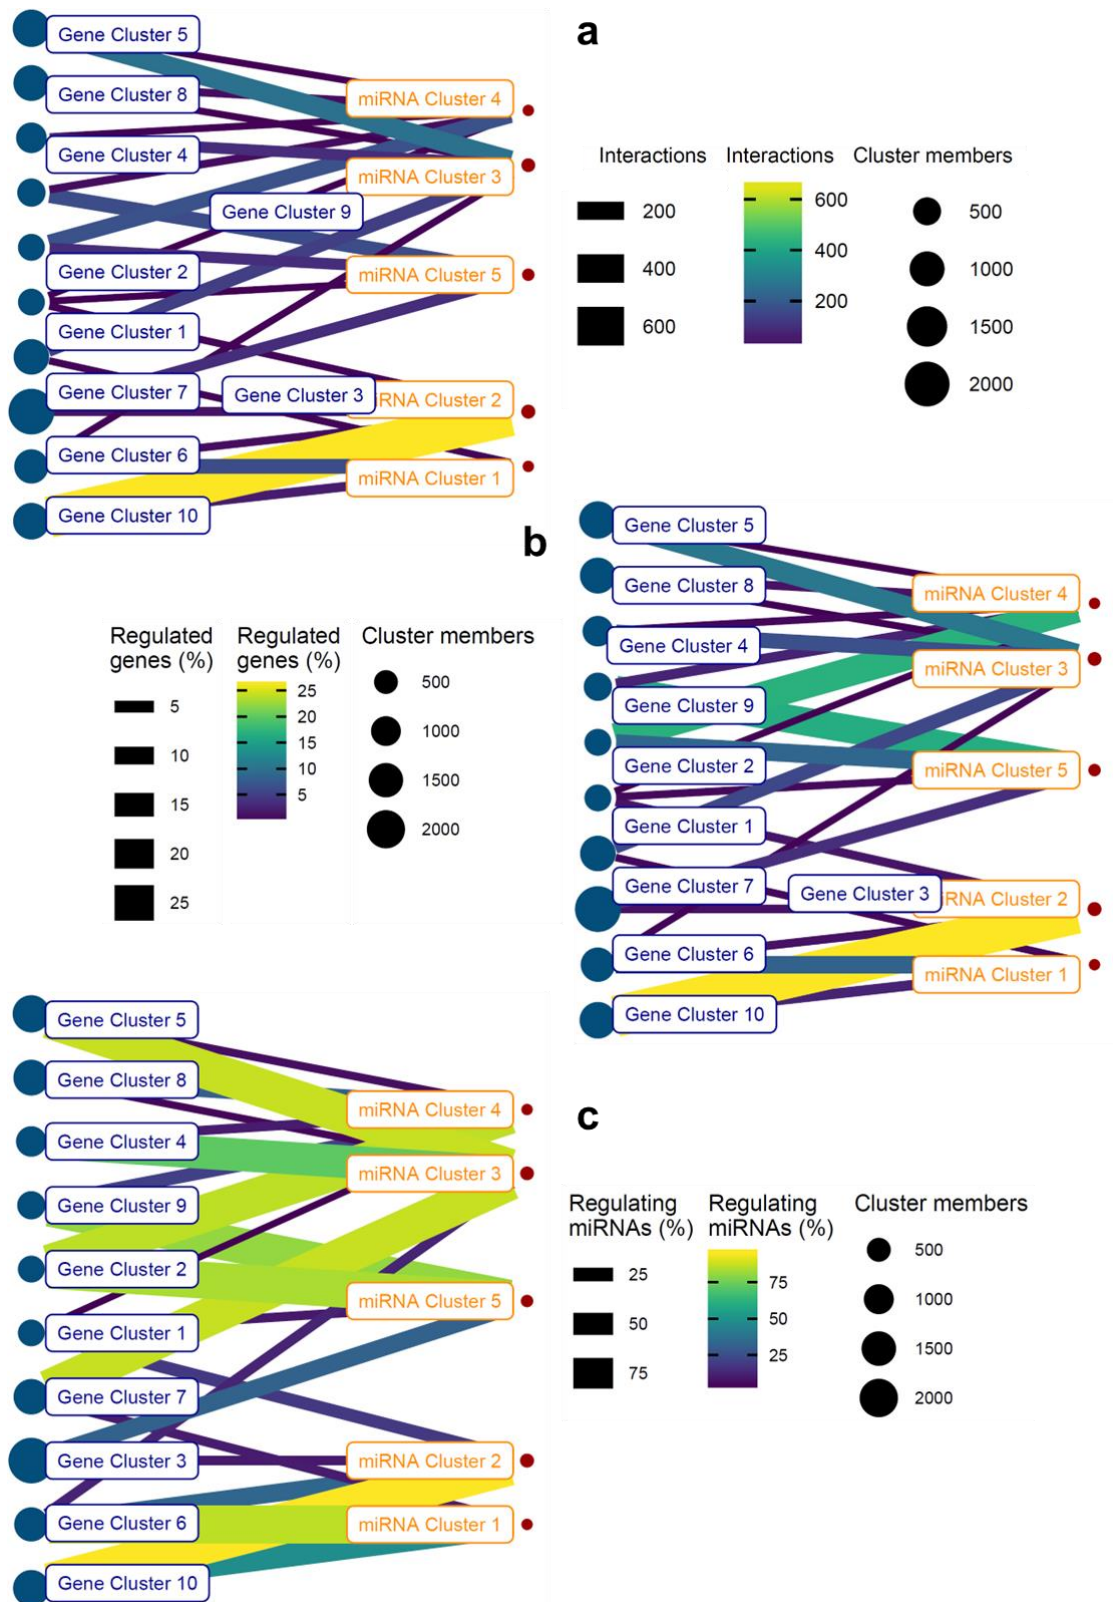 a
Gene Cluster 5
Gene Cluster 8
Gene Cluster 4
Gene Cluster 9
Gene Cluster 2
Gene Cluster 1
Gene Cluster 7
Gene Cluster 3
Gene Cluster 6
Gene Cluster 10
miRNA Cluster 4
miRNA Cluster 3
miRNA Cluster 5
RNA Cluster 2
miRNA Cluster 1
Interactions
200
400
600
Interactions
600
400
200
Cluster members
500
1000
1500
2000
b
Regulated
genes (%)
5
10
15
20
25
Regulated
genes (%)
25
20
15
10
5
Cluster members
500
1000
1500
2000
Gene Cluster 5
Gene Cluster 8
Gene Cluster 4
Gene Cluster 9
Gene Cluster 2
Gene Cluster 1
Gene Cluster 7
Gene Cluster 3
Gene Cluster 6
Gene Cluster 10
miRNA Cluster 4
miRNA Cluster 3
miRNA Cluster 5
RNA Cluster 2
miRNA Cluster 1
Gene Cluster 5
Gene Cluster 8
Gene Cluster 4
Gene Cluster 9
Gene Cluster 2
Gene Cluster 1
Gene Cluster 7
Gene Cluster 3
Gene Cluster 6
Gene Cluster 10
miRNA Cluster 4
miRNA Cluster 3
miRNA Cluster 5
miRNA Cluster 2
miRNA Cluster 1
c
Regulating
miRNAs (%)
25
50
75
Regulating
miRNAs (%)
75
50
25
Cluster members
500
1000
1500
2000